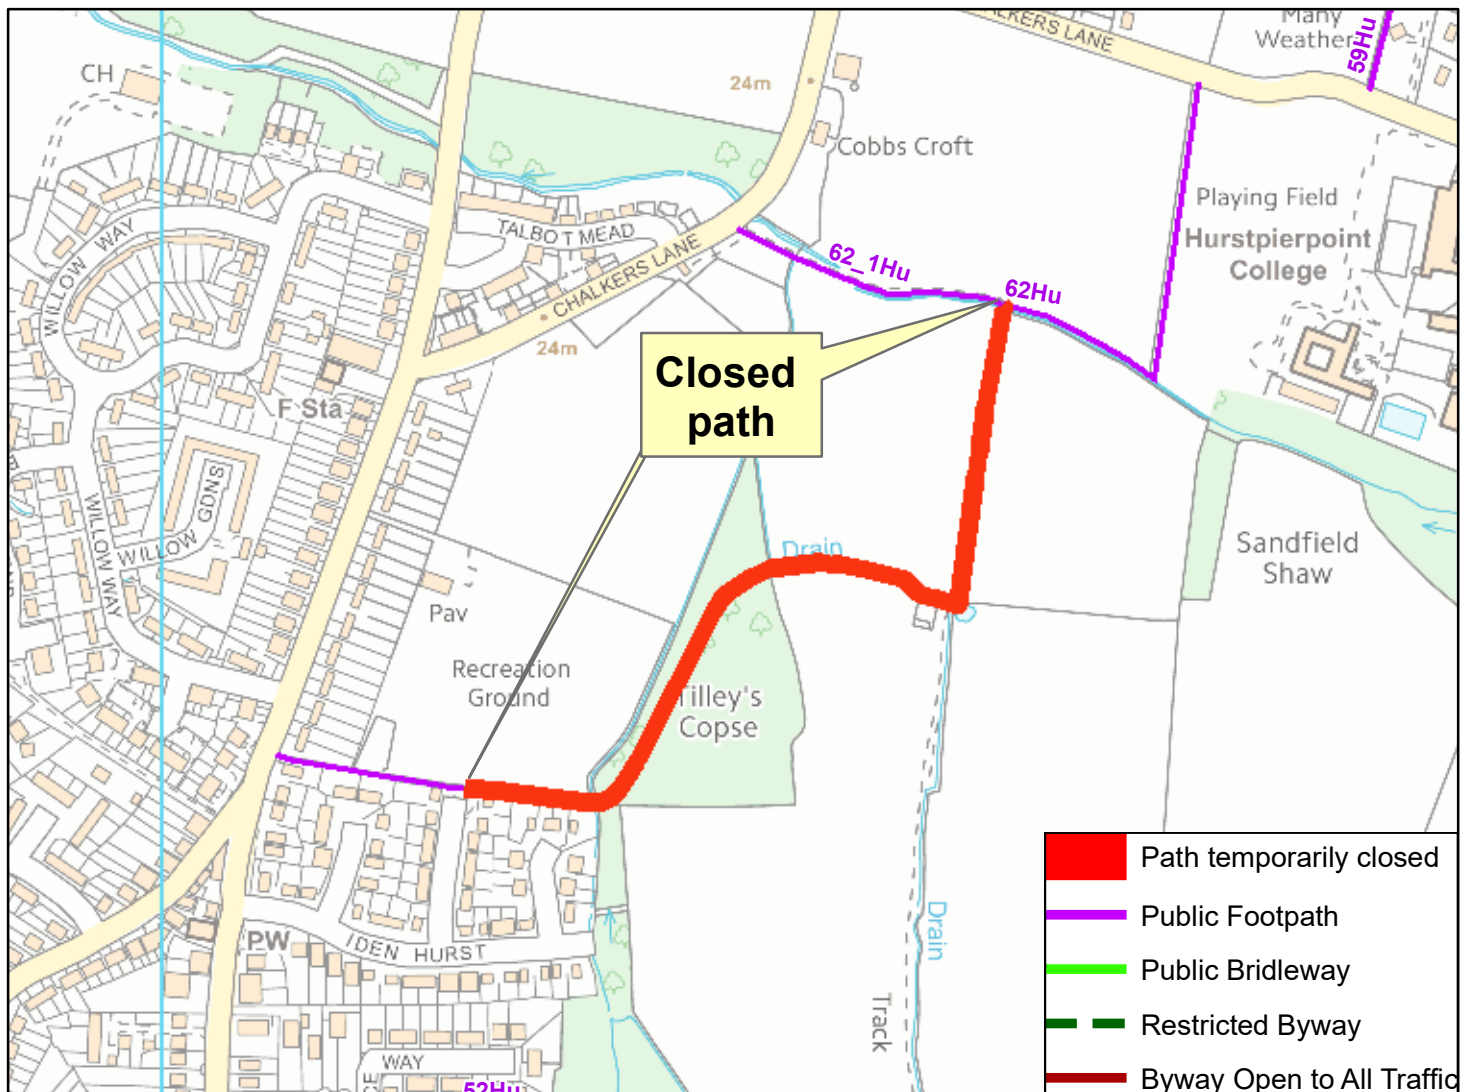 CH
24m
CHALKERS LANE
Many
Weather
59Hu
Cobbs Croft
Playing Field
Hurstpierpoint
College
WILLOW WAY
TALBOT MEAD
CHALKERS LANE
62_1Hu
62Hu
24m
Closed
path
F Sta
WILLOW GDNS
WILLOW WAY
Drain
Sandfield
Shaw
Pav
Recreation
Ground
Tilley's
Copse
Drain
Track
PW
IDEN HURST
WAY
52Hu
Path temporarily closed
Public Footpath
Public Bridleway
Restricted Byway
Byway Open to All Traffic